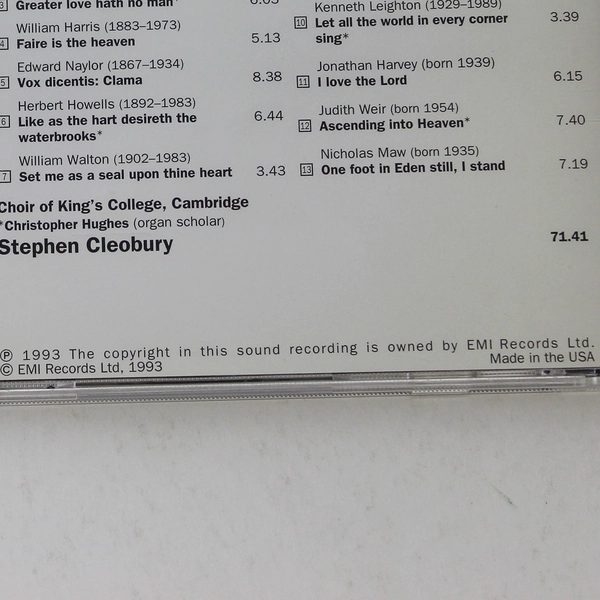 3 Greater love hath no man*
William Harris (1883–1973)
4 Faire is the heaven 5.13
Edward Naylor (1867–1934)
5 Vox dicentis: Clama 8.38
Herbert Howells (1892–1983)
6 Like as the hart desireth the 6.44
waterbrooks*
William Walton (1902–1983)
7 Set me as a seal upon thine heart 3.43
Kenneth Leighton (1929–1989)
10 Let all the world in every corner 3.39
sing*
Jonathan Harvey (born 1939)
11 I love the Lord 6.15
Judith Weir (born 1954)
12 Ascending into Heaven* 7.40
Nicholas Maw (born 1935)
13 One foot in Eden still, I stand 7.19
Choir of King's College, Cambridge
*Christopher Hughes (organ scholar)
Stephen Cleobury
71.41
℗ 1993 The copyright in this sound recording is owned by EMI Records Ltd.
© EMI Records Ltd, 1993 Made in the USA